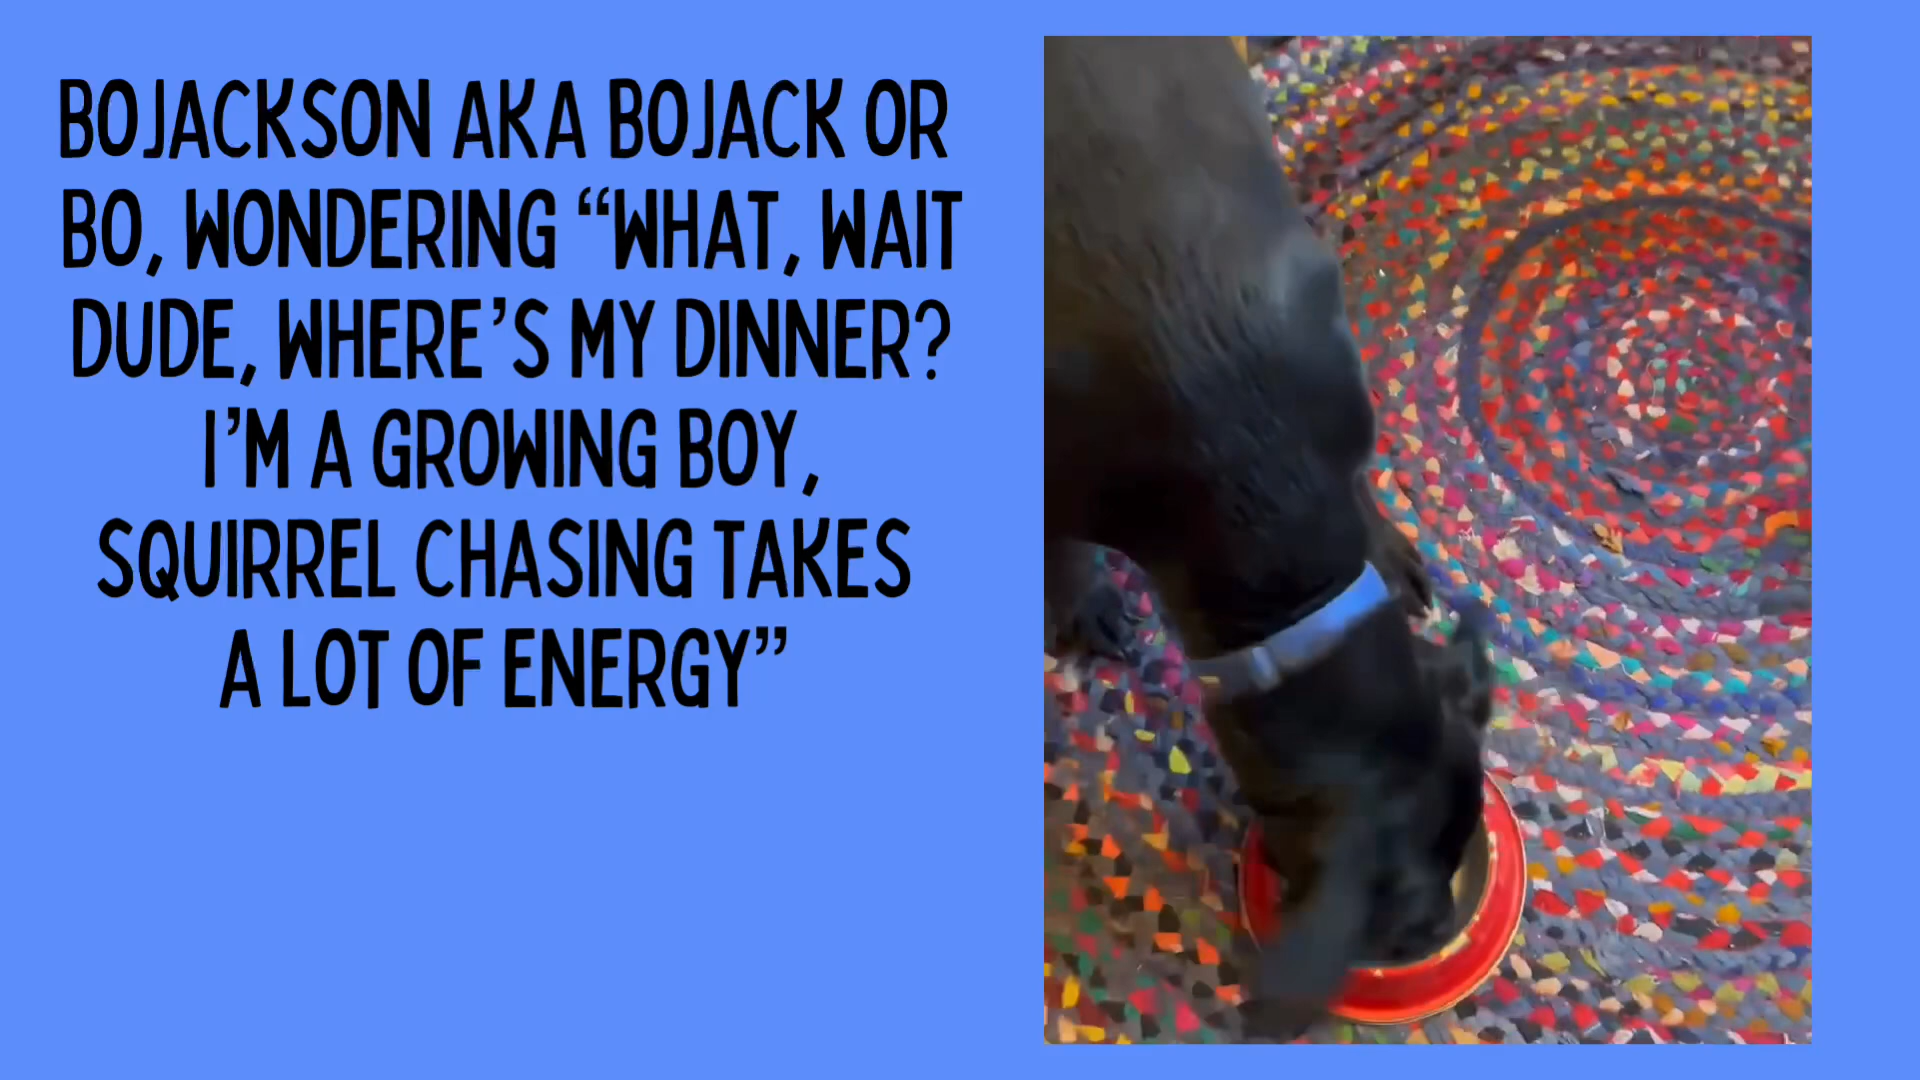 BOJACKSON AKA BOJACK OR
BO, WONDERING “WHAT, WAIT
DUDE, WHERE’S MY DINNER?
I’M A GROWING BOY,
SQUIRREL CHASING TAKES
A LOT OF ENERGY”